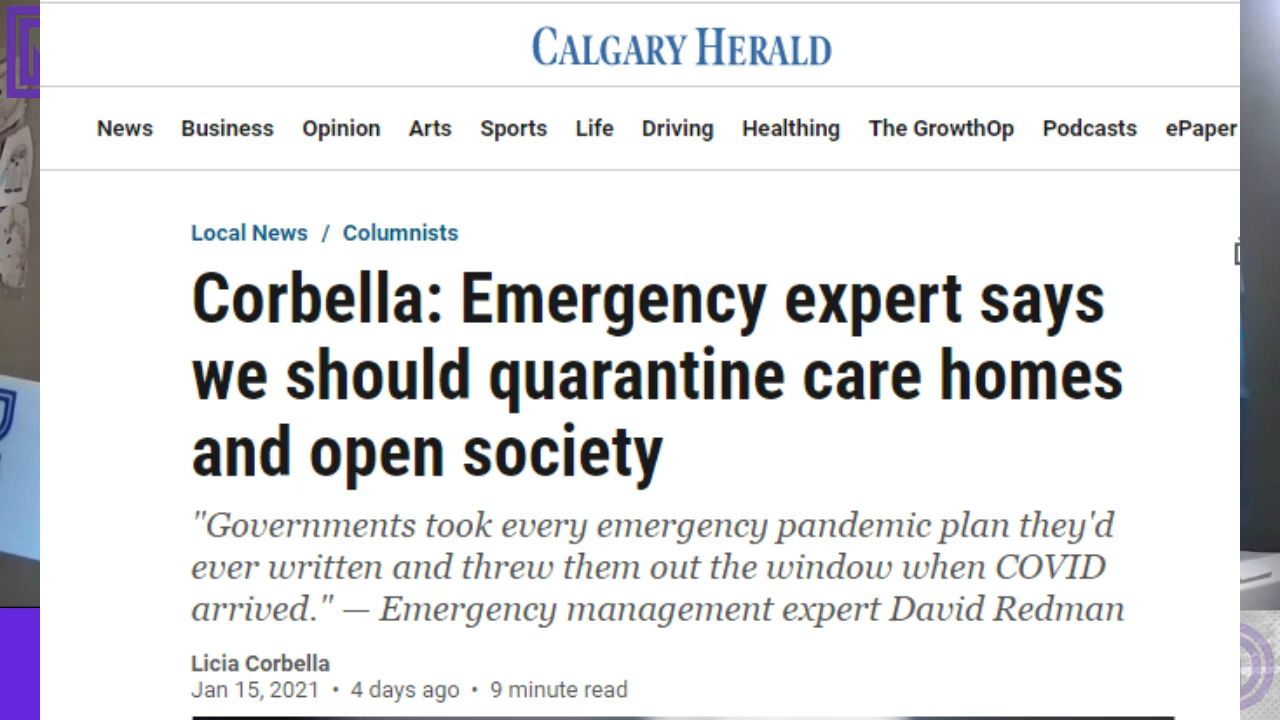 CALGARY HERALD
News Business Opinion Arts Sports Life Driving Healthing The GrowthOp Podcasts ePaper
Local News / Columnists
Corbella: Emergency expert says
we should quarantine care homes
and open society
"Governments took every emergency pandemic plan they'd
ever written and threw them out the window when COVID
arrived." — Emergency management expert David Redman
Licia Corbella
Jan 15, 2021 • 4 days ago • 9 minute read